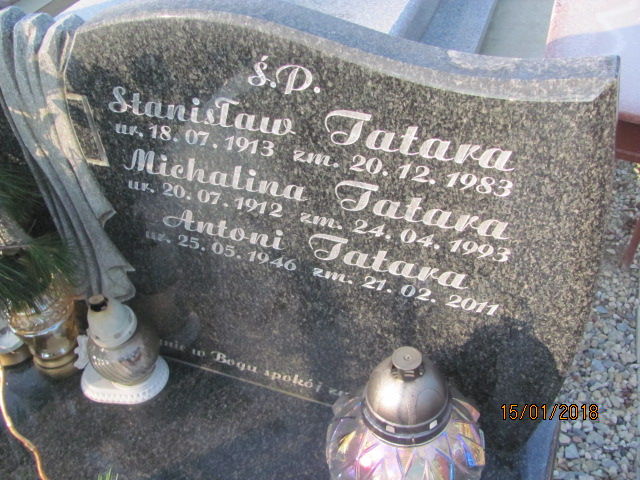 Ś.P.
Stanisław Tatara
ur. 18. 07. 1913 zm. 20. 12. 1983
Michalina Tatara
ur. 20. 07. 1912 zm. 24. 04. 1993
Antoni Tatara
ur. 25. 05. 1946 zm. 21. 02. 2011
w Bogu spokój
15/01/2018